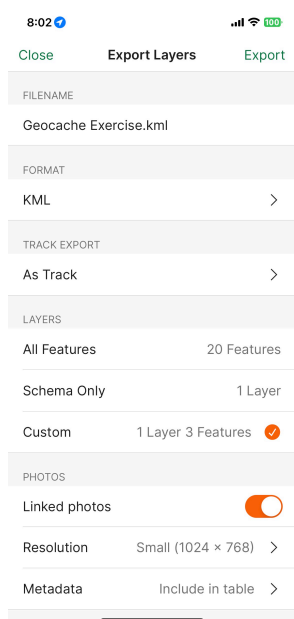 8:02
100
Close Export Layers Export
FILENAME
Geocache Exercise.kml
FORMAT
KML
TRACK EXPORT
As Track
LAYERS
All Features 20 Features
Schema Only 1 Layer
Custom 1 Layer 3 Features
PHOTOS
Linked photos
Resolution Small (1024 × 768)
Metadata Include in table